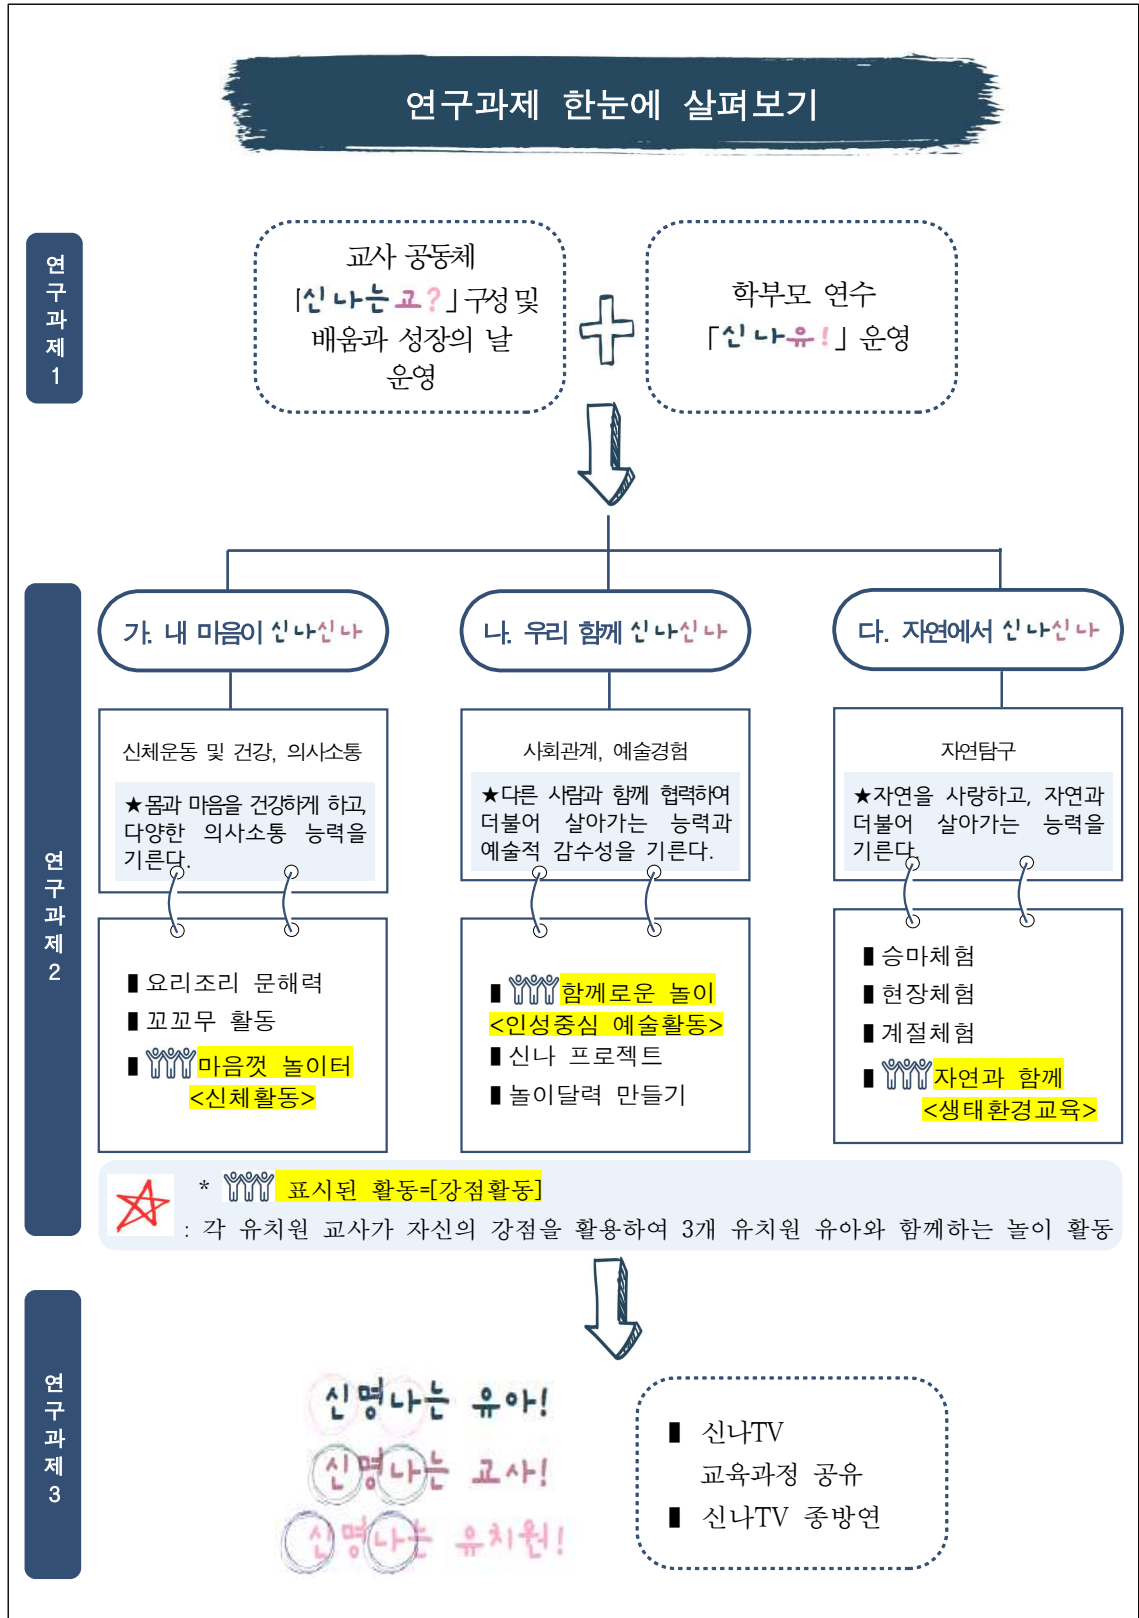 연구과제 한눈에 살펴보기
연구과제1
교사 공동체
「신나는교?」구성 및
배움과 성장의 날
운영
학부모 연수
「신나유!」 운영
연구과제2
가. 내 마음이 신나신나
신체운동 및 건강, 의사소통
★몸과 마음을 건강하게 하고,
다양한 의사소통 능력을
기른다.
▮요리조리 문해력
▮꼬꼬무 활동
▮마음껏 놀이터
<신체활동>
나. 우리 함께 신나신나
사회관계, 예술경험
★다른 사람과 함께 협력하여
더불어 살아가는 능력과
예술적 감수성을 기른다.
▮함께로운 놀이
<인성중심 예술활동>
▮신나 프로젝트
▮놀이달력 만들기
다. 자연에서 신나신나
자연탐구
★자연을 사랑하고, 자연과
더불어 살아가는 능력을
기른다.
▮승마체험
▮현장체험
▮계절체험
▮자연과 함께
<생태환경교육>
* 표시된 활동=[강점활동]
: 각 유치원 교사가 자신의 강점을 활용하여 3개 유치원 유아와 함께하는 놀이 활동
연구과제3
신명나는 유아!
신명나는 교사!
신명나는 유치원!
▮ 신나TV
교육과정 공유
▮ 신나TV 종방연